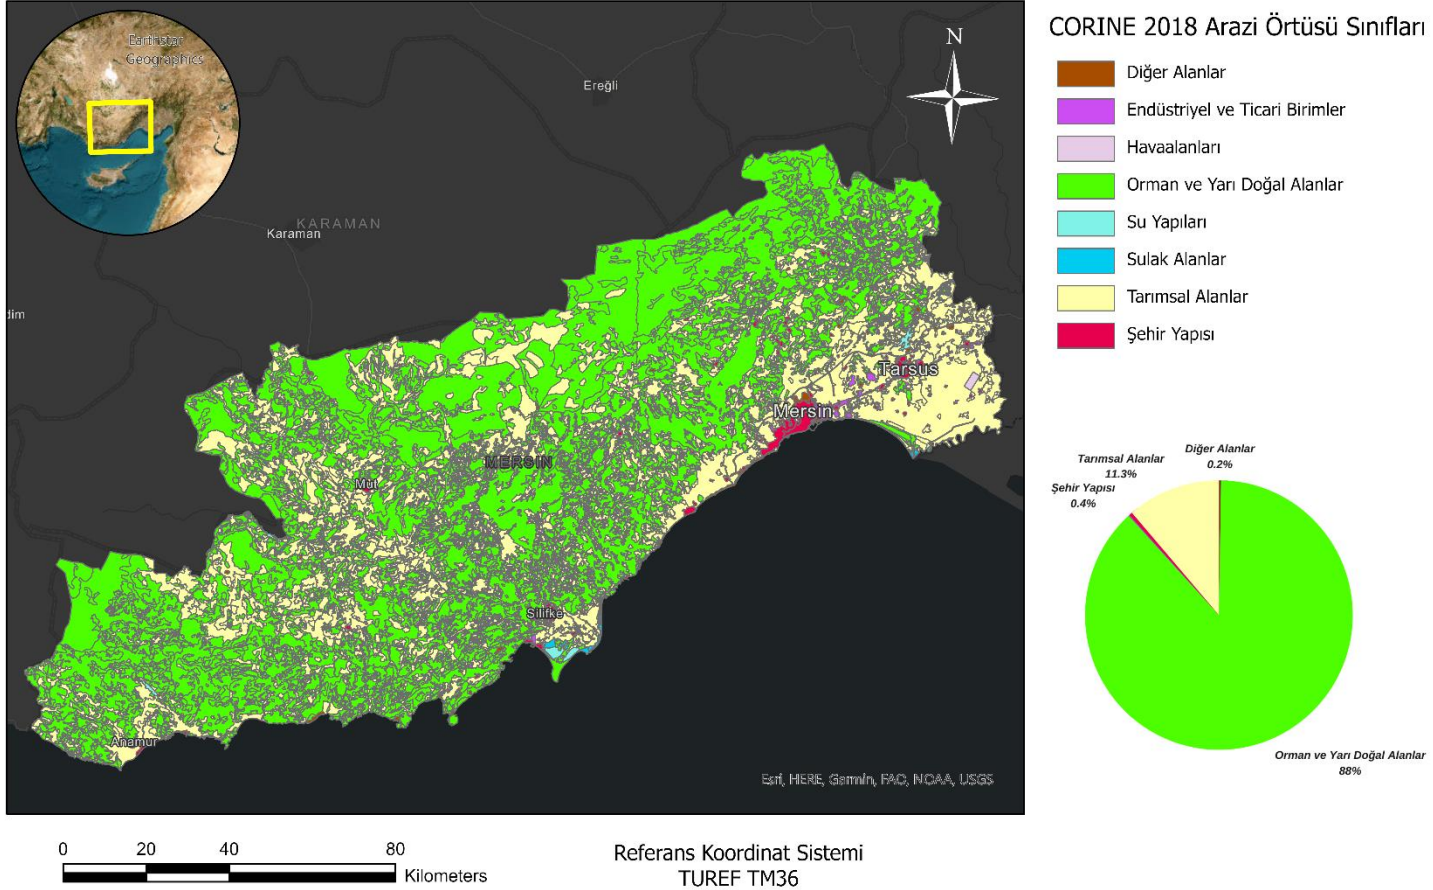 Earthstar
Geographics
N
Ereğli
KARAMAN
Karaman
dim
Tarsus
Mersin
MERSIN
Mut
Silifke
Anamur
Esri, HERE, Garmin, FAO, NOAA, USGS
CORINE 2018 Arazi Örtüsü Sınıfları
Diğer Alanlar
Endüstriyel ve Ticari Birimler
Havaalanları
Orman ve Yarı Doğal Alanlar
Su Yapıları
Sulak Alanlar
Tarımsal Alanlar
Şehir Yapısı
Diğer Alanlar
0.2%
Tarımsal Alanlar
11.3%
Şehir Yapısı
0.4%
Orman ve Yarı Doğal Alanlar
88%
0 20 40 80
Kilometers
Referans Koordinat Sistemi
TUREF TM36